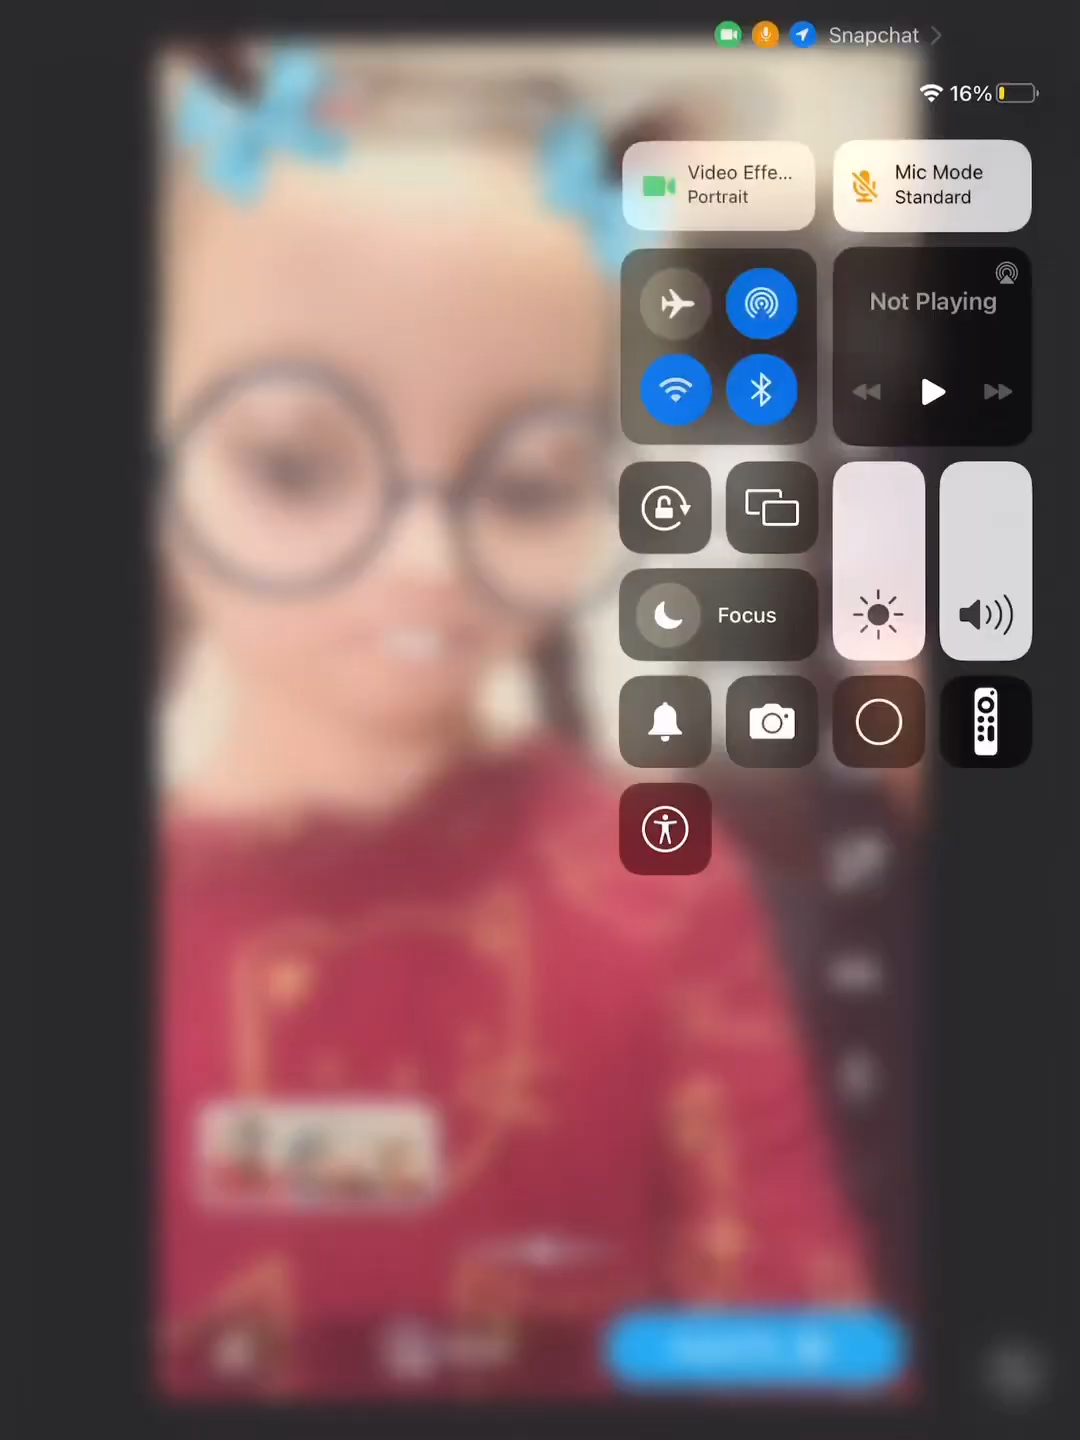 Snapchat
16%
Video Effe...
Portrait
Mic Mode
Standard
Not Playing
Focus